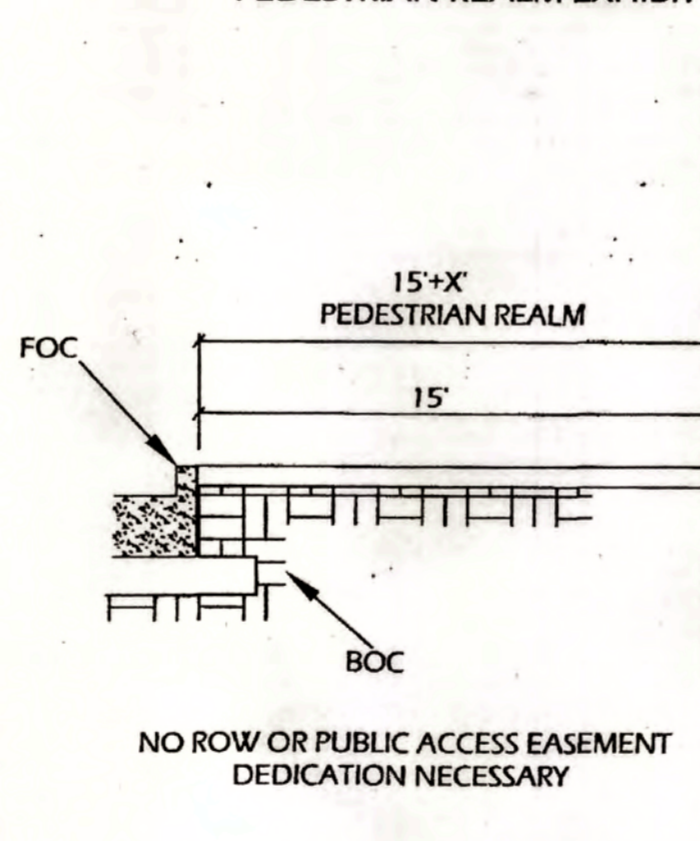 15'+X'
PEDESTRIAN REALM
FOC
15'
BOC
NO ROW OR PUBLIC ACCESS EASEMENT
DEDICATION NECESSARY